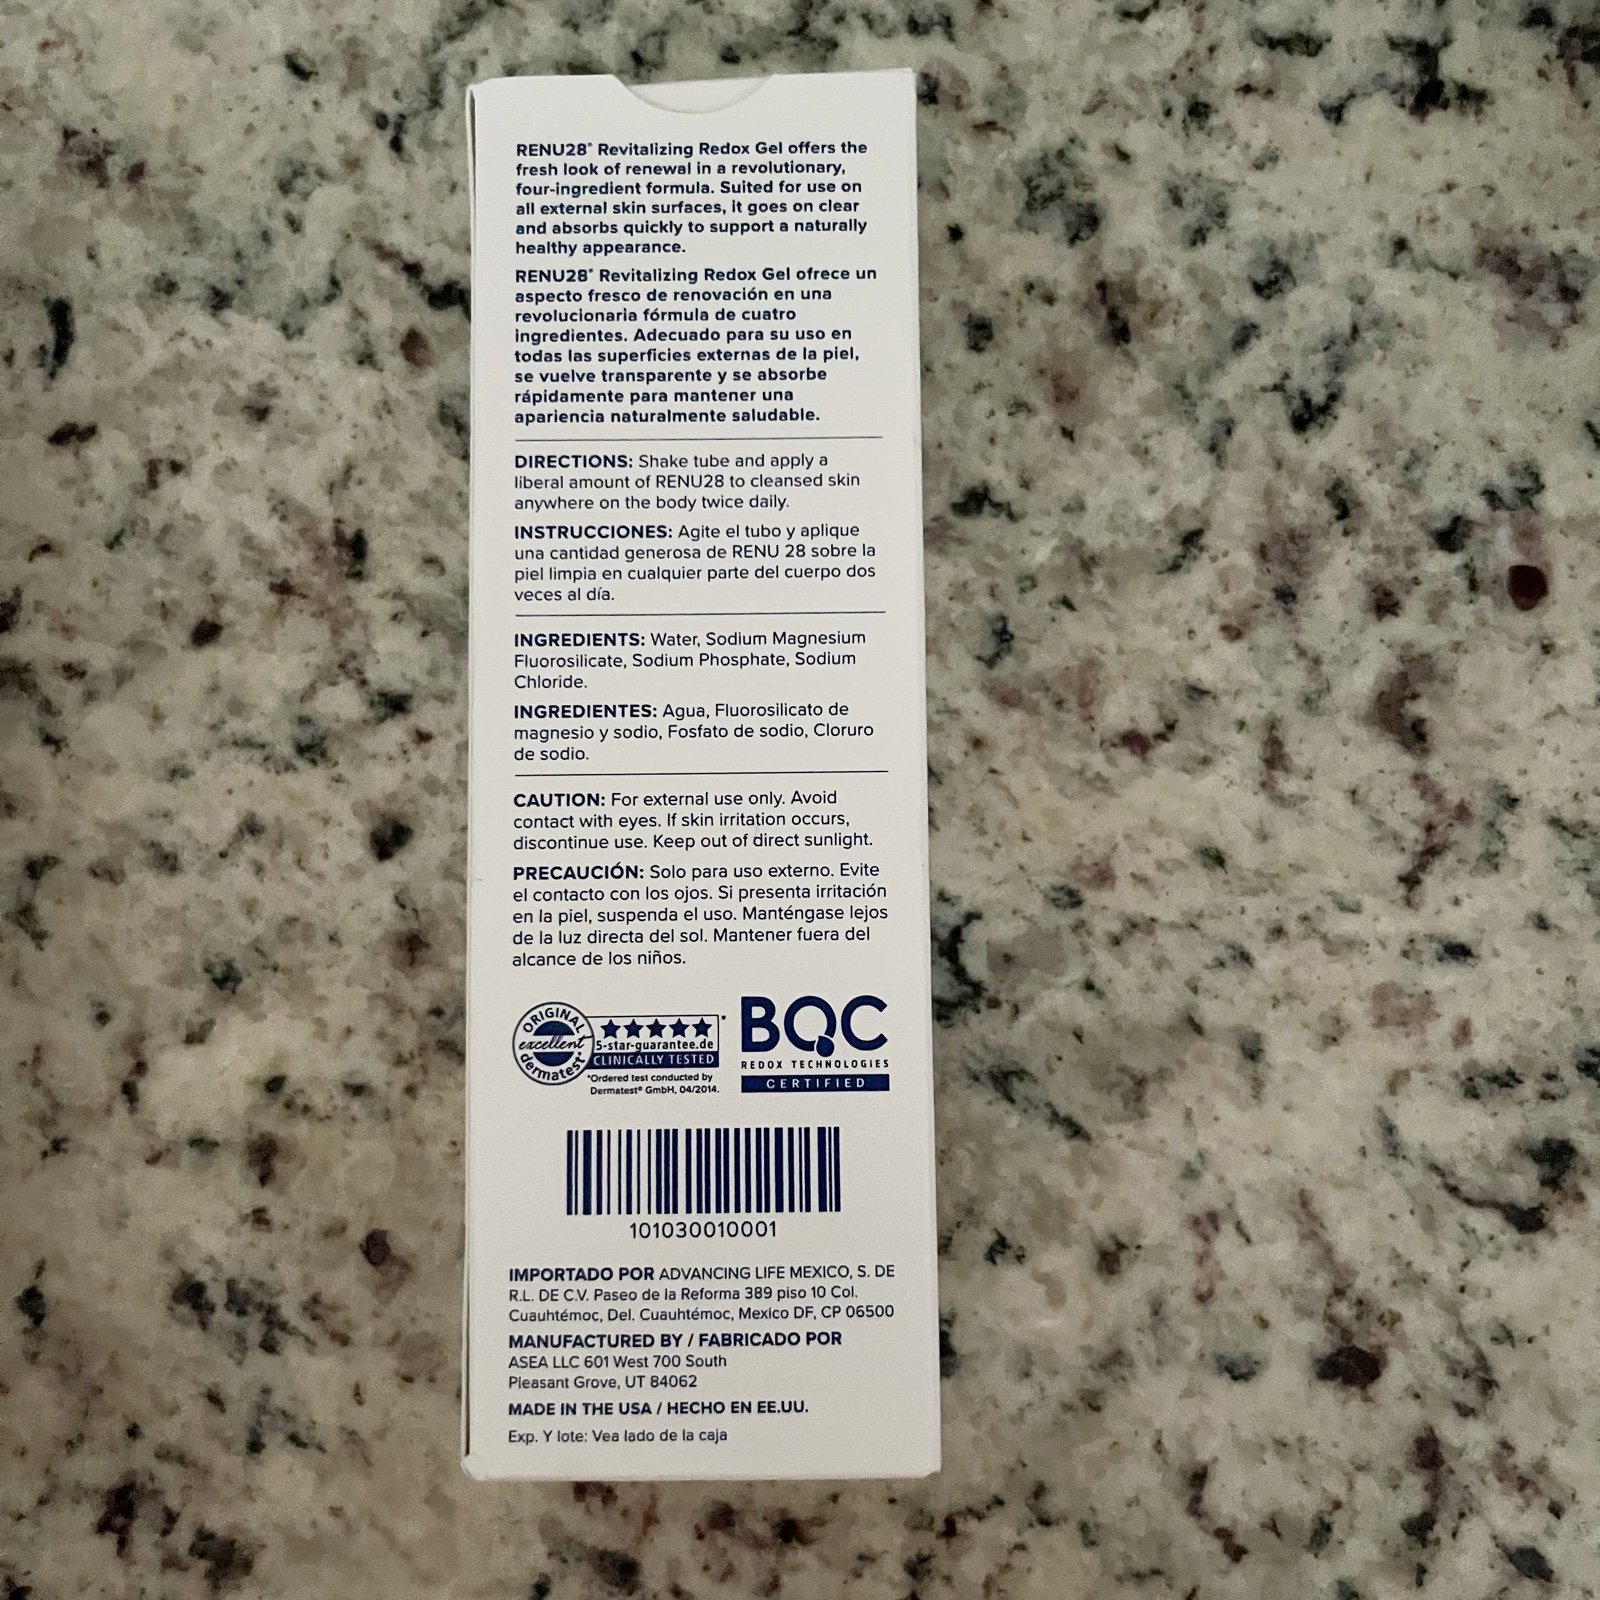 RENU28® Revitalizing Redox Gel offers the
fresh look of renewal in a revolutionary,
four-ingredient formula. Suited for use on
all external skin surfaces, it goes on clear
and absorbs quickly to support a naturally
healthy appearance.
RENU28® Revitalizing Redox Gel ofrece un
aspecto fresco de renovación en una
revolucionaria fórmula de cuatro
ingredientes. Adecuado para su uso en
todas las superficies externas de la piel,
se vuelve transparente y se absorbe
rápidamente para mantener una
apariencia naturalmente saludable.
DIRECTIONS: Shake tube and apply a
liberal amount of RENU28 to cleansed skin
anywhere on the body twice daily.
INSTRUCCIONES: Agite el tubo y aplique
una cantidad generosa de RENU 28 sobre la
piel limpia en cualquier parte del cuerpo dos
veces al día.
INGREDIENTS: Water, Sodium Magnesium
Fluorosilicate, Sodium Phosphate, Sodium
Chloride.
INGREDIENTES: Agua, Fluorosilicato de
magnesio y sodio, Fosfato de sodio, Cloruro
de sodio.
CAUTION: For external use only. Avoid
contact with eyes. If skin irritation occurs,
discontinue use. Keep out of direct sunlight.
PRECAUCIÓN: Solo para uso externo. Evite
el contacto con los ojos. Si presenta irritación
en la piel, suspenda el uso. Manténgase lejos
de la luz directa del sol. Mantener fuera del
alcance de los niños.
ORIGINAL
excellent
dermatest®
5-star-guarantee.de
CLINICALLY TESTED
*Ordered test conducted by
Dermatest® GmbH, 04/2014.
BQC
REDOX TECHNOLOGIES
CERTIFIED
101030010001
IMPORTADO POR ADVANCING LIFE MEXICO, S. DE
R.L. DE C.V. Paseo de la Reforma 389 piso 10 Col.
Cuauhtémoc, Del. Cuauhtémoc, Mexico DF, CP 06500
MANUFACTURED BY / FABRICADO POR
ASEA LLC 601 West 700 South
Pleasant Grove, UT 84062
MADE IN THE USA / HECHO EN EE.UU.
Exp. Y lote: Vea lado de la caja